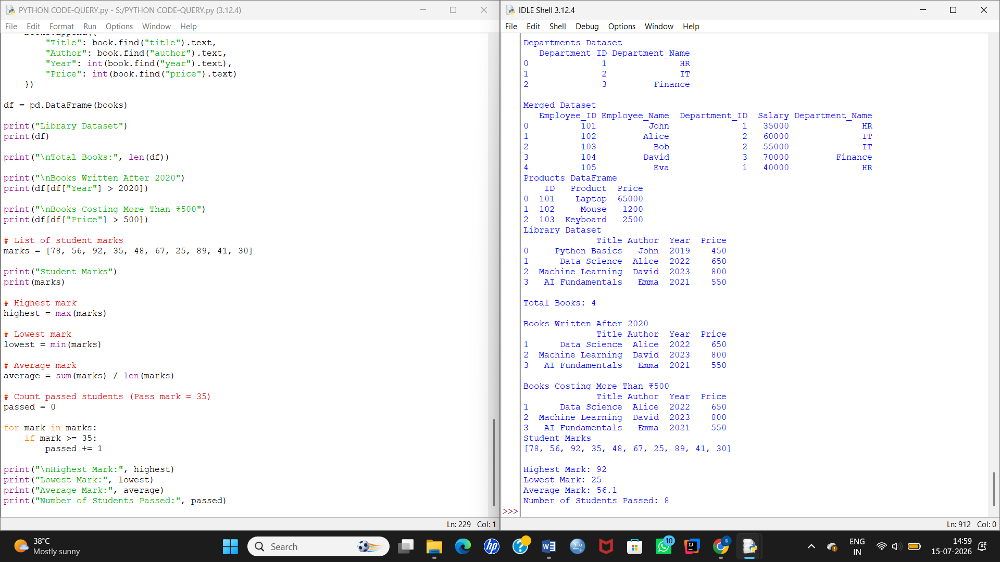 PYTHON CODE-QUERY.py - S:/PYTHON CODE-QUERY.py (3.12.4)
File Edit Format Run Options Window Help
books.append({
        "Title": book.find("title").text,
        "Author": book.find("author").text,
        "Year": int(book.find("year").text),
        "Price": int(book.find("price").text)
    })
df = pd.DataFrame(books)
print("Library Dataset")
print(df)
print("\nTotal Books:", len(df))
print("\nBooks Written After 2020")
print(df[df["Year"] > 2020])
print("\nBooks Costing More Than ₹500")
print(df[df["Price"] > 500])
# List of student marks
marks = [78, 56, 92, 35, 48, 67, 25, 89, 41, 30]
print("Student Marks")
print(marks)
# Highest mark
highest = max(marks)
# Lowest mark
lowest = min(marks)
# Average mark
average = sum(marks) / len(marks)
# Count passed students (Pass mark = 35)
passed = 0
for mark in marks:
    if mark >= 35:
        passed += 1
print("\nHighest Mark:", highest)
print("Lowest Mark:", lowest)
print("Average Mark:", average)
print("Number of Students Passed:", passed)
Ln: 229 Col: 1
IDLE Shell 3.12.4
File Edit Shell Debug Options Window Help
Departments Dataset
   Department_ID Department_Name
0              1              HR
1              2              IT
2              3         Finance
Merged Dataset
   Employee_ID Employee_Name  Department_ID  Salary Department_Name
0          101          John              1   35000              HR
1          102         Alice              2   60000              IT
2          103           Bob              2   55000              IT
3          104         David              3   70000         Finance
4          105           Eva              1   40000              HR
Products DataFrame
    ID   Product  Price
0  101    Laptop  65000
1  102     Mouse   1200
2  103  Keyboard   2500
Library Dataset
              Title Author  Year  Price
0     Python Basics   John  2019    450
1      Data Science  Alice  2022    650
2  Machine Learning  David  2023    800
3   AI Fundamentals   Emma  2021    550
Total Books: 4
Books Written After 2020
              Title Author  Year  Price
1      Data Science  Alice  2022    650
2  Machine Learning  David  2023    800
3   AI Fundamentals   Emma  2021    550
Books Costing More Than ₹500
              Title Author  Year  Price
1      Data Science  Alice  2022    650
2  Machine Learning  David  2023    800
3   AI Fundamentals   Emma  2021    550
Student Marks
[78, 56, 92, 35, 48, 67, 25, 89, 41, 30]
Highest Mark: 92
Lowest Mark: 25
Average Mark: 56.1
Number of Students Passed: 8
>>>
Ln: 912 Col: 0
38°C
Mostly sunny
Search
hp
10
IJ
S
ENG
IN
14:59
15-07-2026